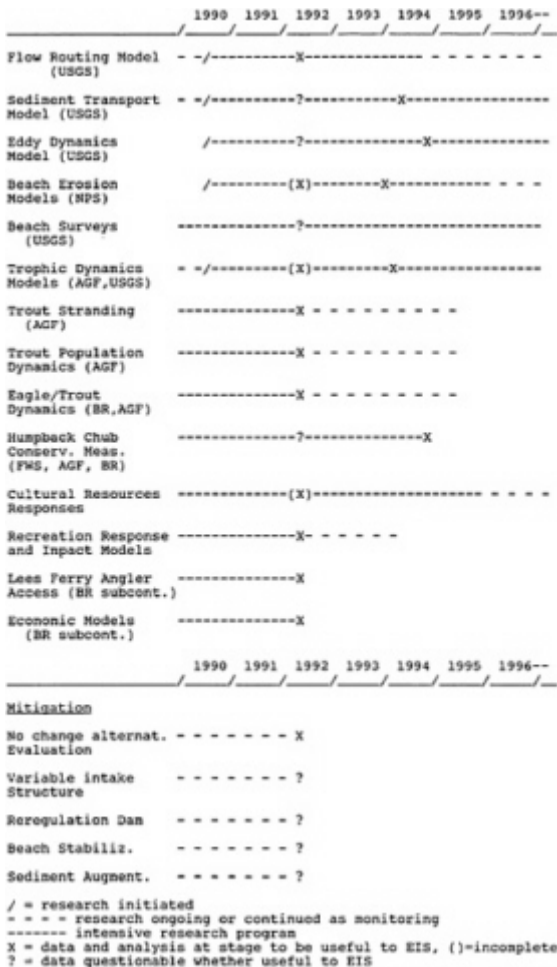 1990 1991 1992 1993 1994 1995 1996--
/ / / / / / / /
Flow Routing Model - -/-----------X--------------- - - - - - -
(USGS)
Sediment Transport - -/-----------?------------X------------------
Model (USGS)
Eddy Dynamics /-----------?---------------X---------------
Model (USGS)
Beach Erosion /----------(X)---------X------------- - - -
Models (NPS)
Beach Surveys ---------------?------------------------------
(USGS)
Trophic Dynamics - -/----------(X)----------X-------------------
Models (AGF,USGS)
Trout Stranding ---------------X - - - - - - - - -
(AGF)
Trout Population ---------------X - - - - - - - - -
Dynamics (AGF)
Eagle/Trout ---------------X - - - - - - - - -
Dynamics (BR,AGF)
Humpback Chub ---------------?---------------X
Conserv. Meas.
(FWS, AGF, BR)
Cultural Resources --------------(X)--------------------- - - - -
Responses
Recreation Response ---------------X- - - - - -
and Impact Models
Lees Ferry Angler ---------------X
Access (BR subcont.)
Economic Models ---------------X
(BR subcont.)
1990 1991 1992 1993 1994 1995 1996--
/ / / / / / / /
Mitigation
No change alternat. - - - - - - - X
Evaluation
Variable intake - - - - - - - ?
Structure
Reregulation Dam - - - - - - - ?
Beach Stabiliz. - - - - - - - ?
Sediment Augment. - - - - - - - ?
/ = research initiated
- - - - research ongoing or continued as monitoring
------- intensive research program
X = data and analysis at stage to be useful to EIS, ()=incomplete
? = data questionable whether useful to EIS